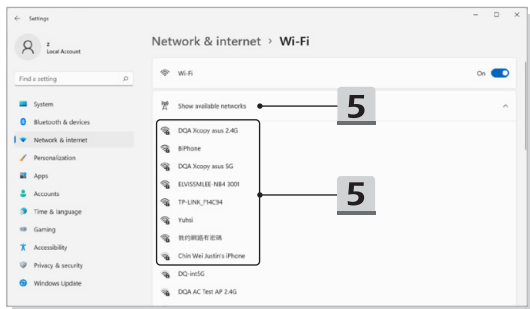 Settings
Z
Local Account
Find a setting
System
Bluetooth & devices
Network & internet
Personalization
Apps
Accounts
Time & language
Gaming
Accessibility
Privacy & security
Windows Update
Network & internet > Wi-Fi
Wi-Fi
On
Show available networks
5
DQA Xcopy asus 2.4G
BiPhone
DQA Xcopy asus 5G
ELVISSMLEE-NB4 3001
5
TP-LINK_F14C94
Yuhsi
我的網路有密碼
Chin Wei Justin's iPhone
DQ-int5G
DQA AC Test AP 2.4G